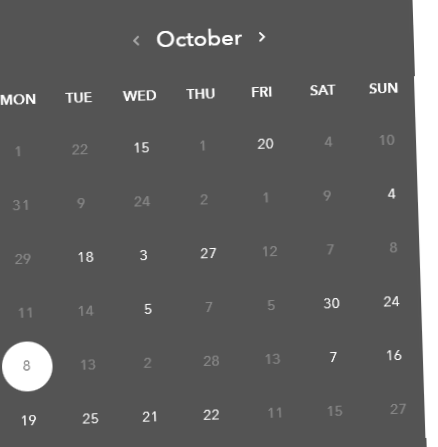 ‹ October ›
MON TUE WED THU FRI SAT SUN
1 22 15 1 20 4 10
31 9 24 2 1 9 4
29 18 3 27 12 7 8
11 14 5 7 5 30 24
8 13 2 28 13 7 16
19 25 21 22 11 15 27